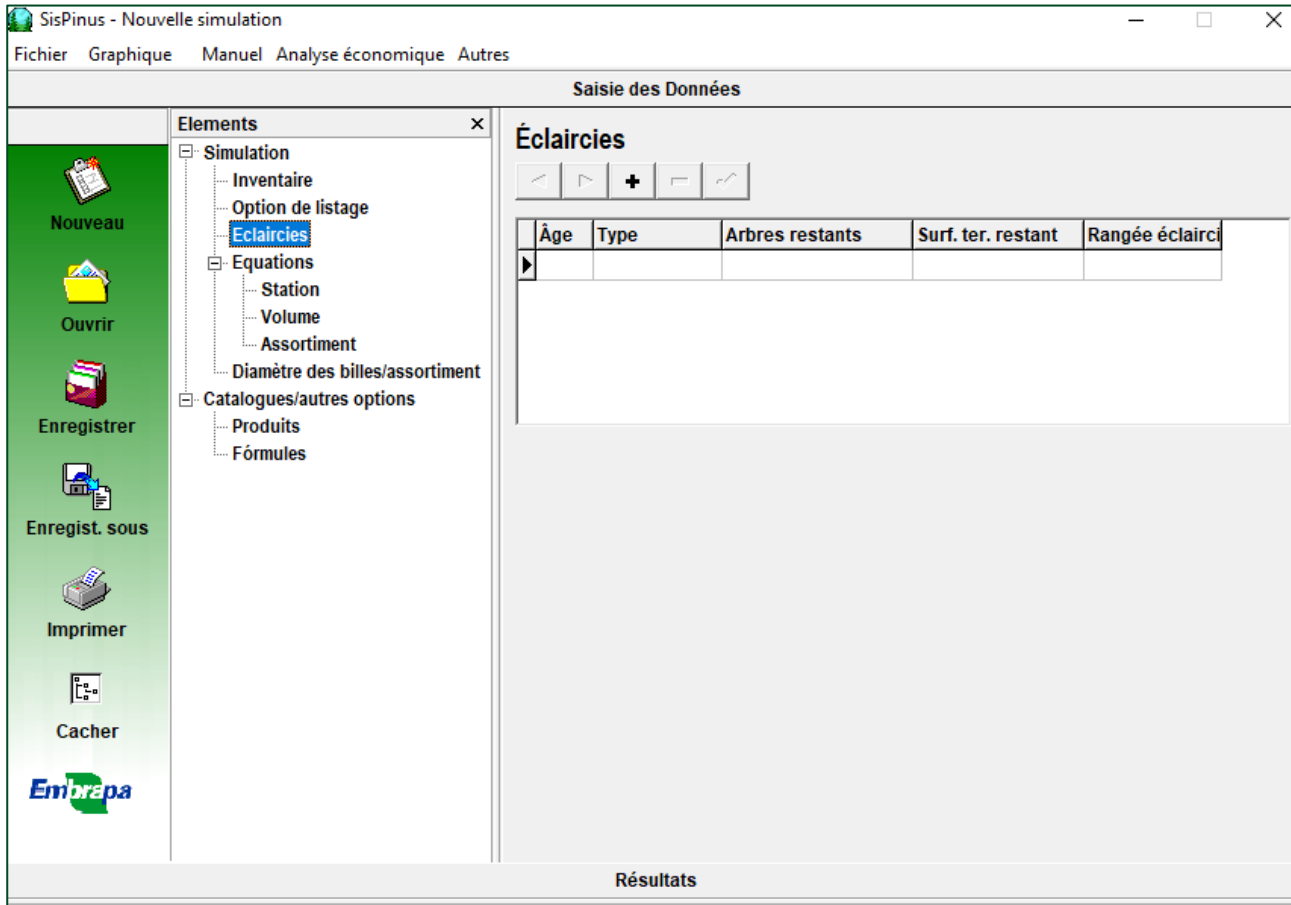 SisPinus - Nouvelle simulation
Fichier Graphique Manuel Analyse économique Autres
Saisie des Données
Nouveau
Ouvrir
Enregistrer
Enregist. sous
Imprimer
Cacher
Embrapa
Elements
Simulation
Inventaire
Option de listage
Eclaircies
Equations
Station
Volume
Assortiment
Diamètre des billes/assortiment
Catalogues/autres options
Produits
Fórmules
Éclaircies
Âge Type Arbres restants Surf. ter. restant Rangée éclairci
Résultats